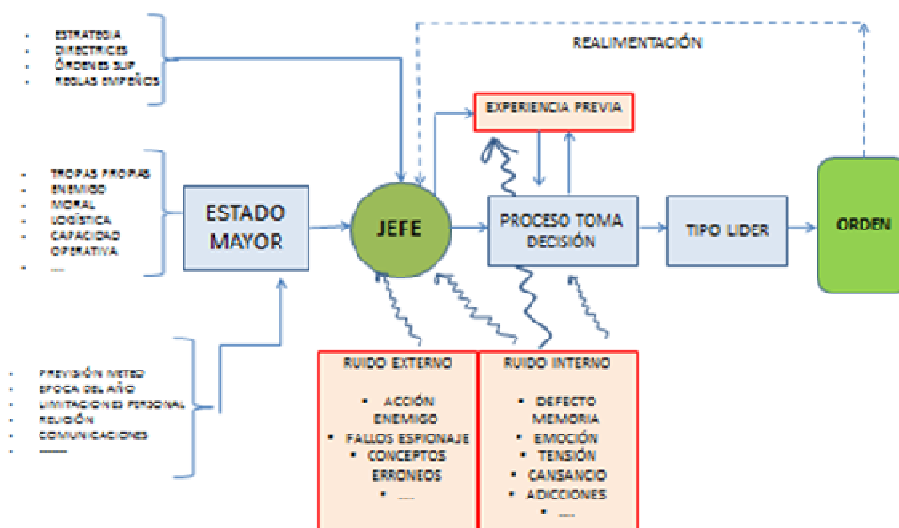 ESTRATEGIA
DIRECTRICES
ÓRDENES SUP
REGLAS EMPEÑOS
REALIMENTACIÓN
EXPERIENCIA PREVIA
TROPAS PROPIAS
ENEMIGO
MORAL
LOGÍSTICA
CAPACIDAD
OPERATIVA
.....
ESTADO
MAYOR
JEFE
PROCESO TOMA
DECISIÓN
TIPO LIDER
ORDEN
PREVISIÓN METEO
EPOCA DEL AÑO
LIMITACIONES PERSONAL
RELIGIÓN
COMUNICACIONES
.......
RUIDO EXTERNO
ACCIÓN
ENEMIGO
FALLOS ESPIONAJE
CONCEPTOS
ERRONEOS
.....
RUIDO INTERNO
DEFECTO
MEMORIA
EMOCIÓN
TENSIÓN
CANSANCIO
ADICCIONES
.....